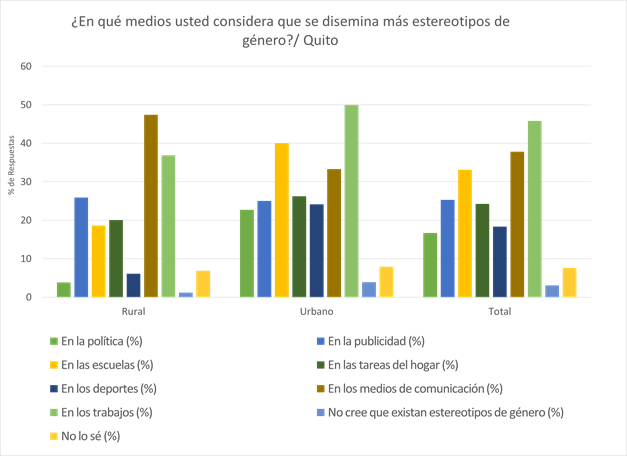 ¿En qué medios usted considera que se disemina más estereotipos de
género?/ Quito
60
50
40
30
20
10
0
% de Respuestas
Rural
Urbano
Total
En la política (%)
En la publicidad (%)
En las escuelas (%)
En las tareas del hogar (%)
En los deportes (%)
En los medios de comunicación (%)
En los trabajos (%)
No cree que existan estereotipos de género (%)
No lo sé (%)